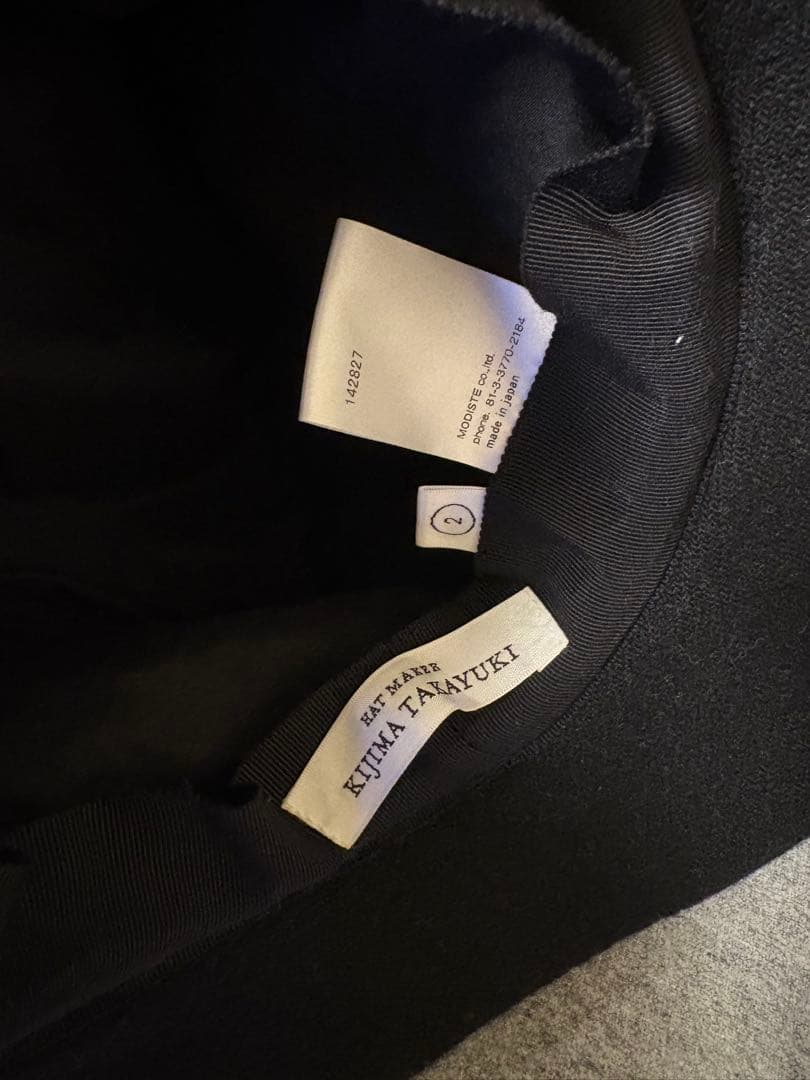 142827
MODISTE co.,ltd.
phone. 81-3-3770-2184
made in japan
2
HAT MAKER
KIJIMA TAKAYUKI